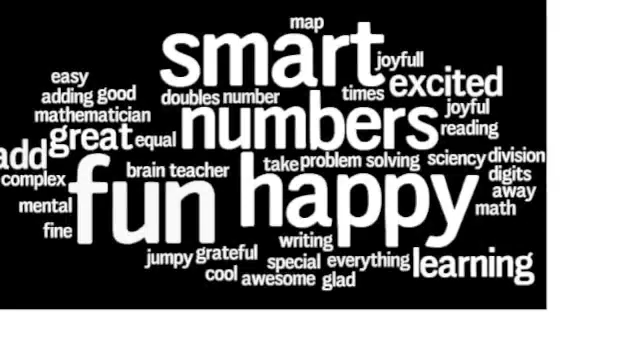 map
smart
joyfull
easy
excited
adding good
doubles number
times
mathematician
numbers
joyful
great
equal
reading
add
brain teacher
take
problem solving
sciency
division
complex
fun
happy
digits
away
mental
math
fine
writing
jumpy
grateful
special
everything
learning
cool
awesome
glad